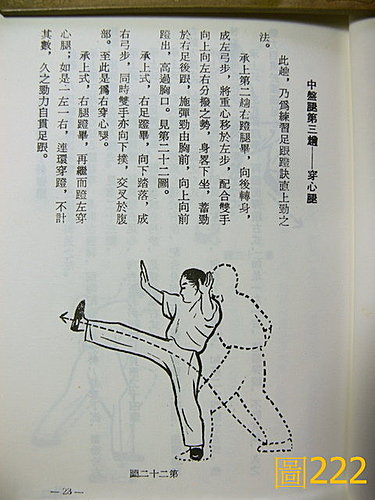 中盤腿第三趟——穿心腿
此趟，乃為練習足跟蹬訣直上勁之
法。
承上第二趟右蹬腿畢，向後轉身，
成左弓步，將重心移於左步，配合雙手
向上向左右分撥之勢，身畧下坐，蓄勁
於右足後跟，施彈勁由胸前，向上向前
蹬出，高過胸口。見第二十二圖。
承上式，右足蹬畢，向下踏落，成
右弓步，同時雙手亦向下撲，交叉於腹
部。至此是為右穿心腿。
承上式，右腿蹬畢，再繼而蹬左穿
心腿，如是一左一右，連環穿蹬，不計
其數，久之勁力自貫足跟。
第二十二圖
— 23 —
圖222